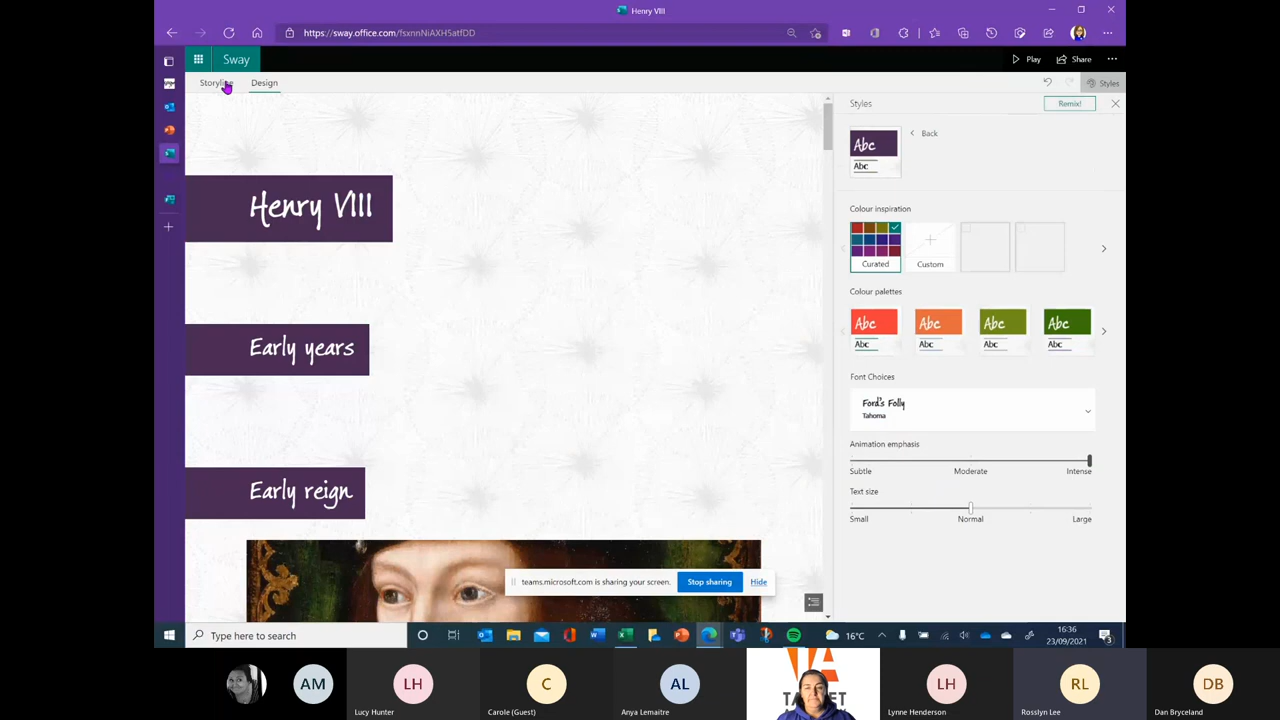 Henry VIII
https://sway.office.com/fsxnnNiAXH5atfDD
Sway
Play
Share
Storyline
Design
Styles
Styles
Remix!
Abc
Abc
Back
Henry VIII
Colour inspiration
Curated
Custom
Colour palettes
Abc
Abc
Abc
Abc
Abc
Abc
Abc
Abc
Early years
Font Choices
Ford's Folly
Tahoma
Animation emphasis
Subtle
Moderate
Intense
Early reign
Text size
Small
Normal
Large
teams.microsoft.com is sharing your screen.
Stop sharing
Hide
Type here to search
16°C
16:36
23/09/2021
AM
LH
C
AL
LH
RL
DB
Lucy Hunter
Carole (Guest)
Anya Lemaitre
Lynne Henderson
Rosslyn Lee
Dan Bryceland